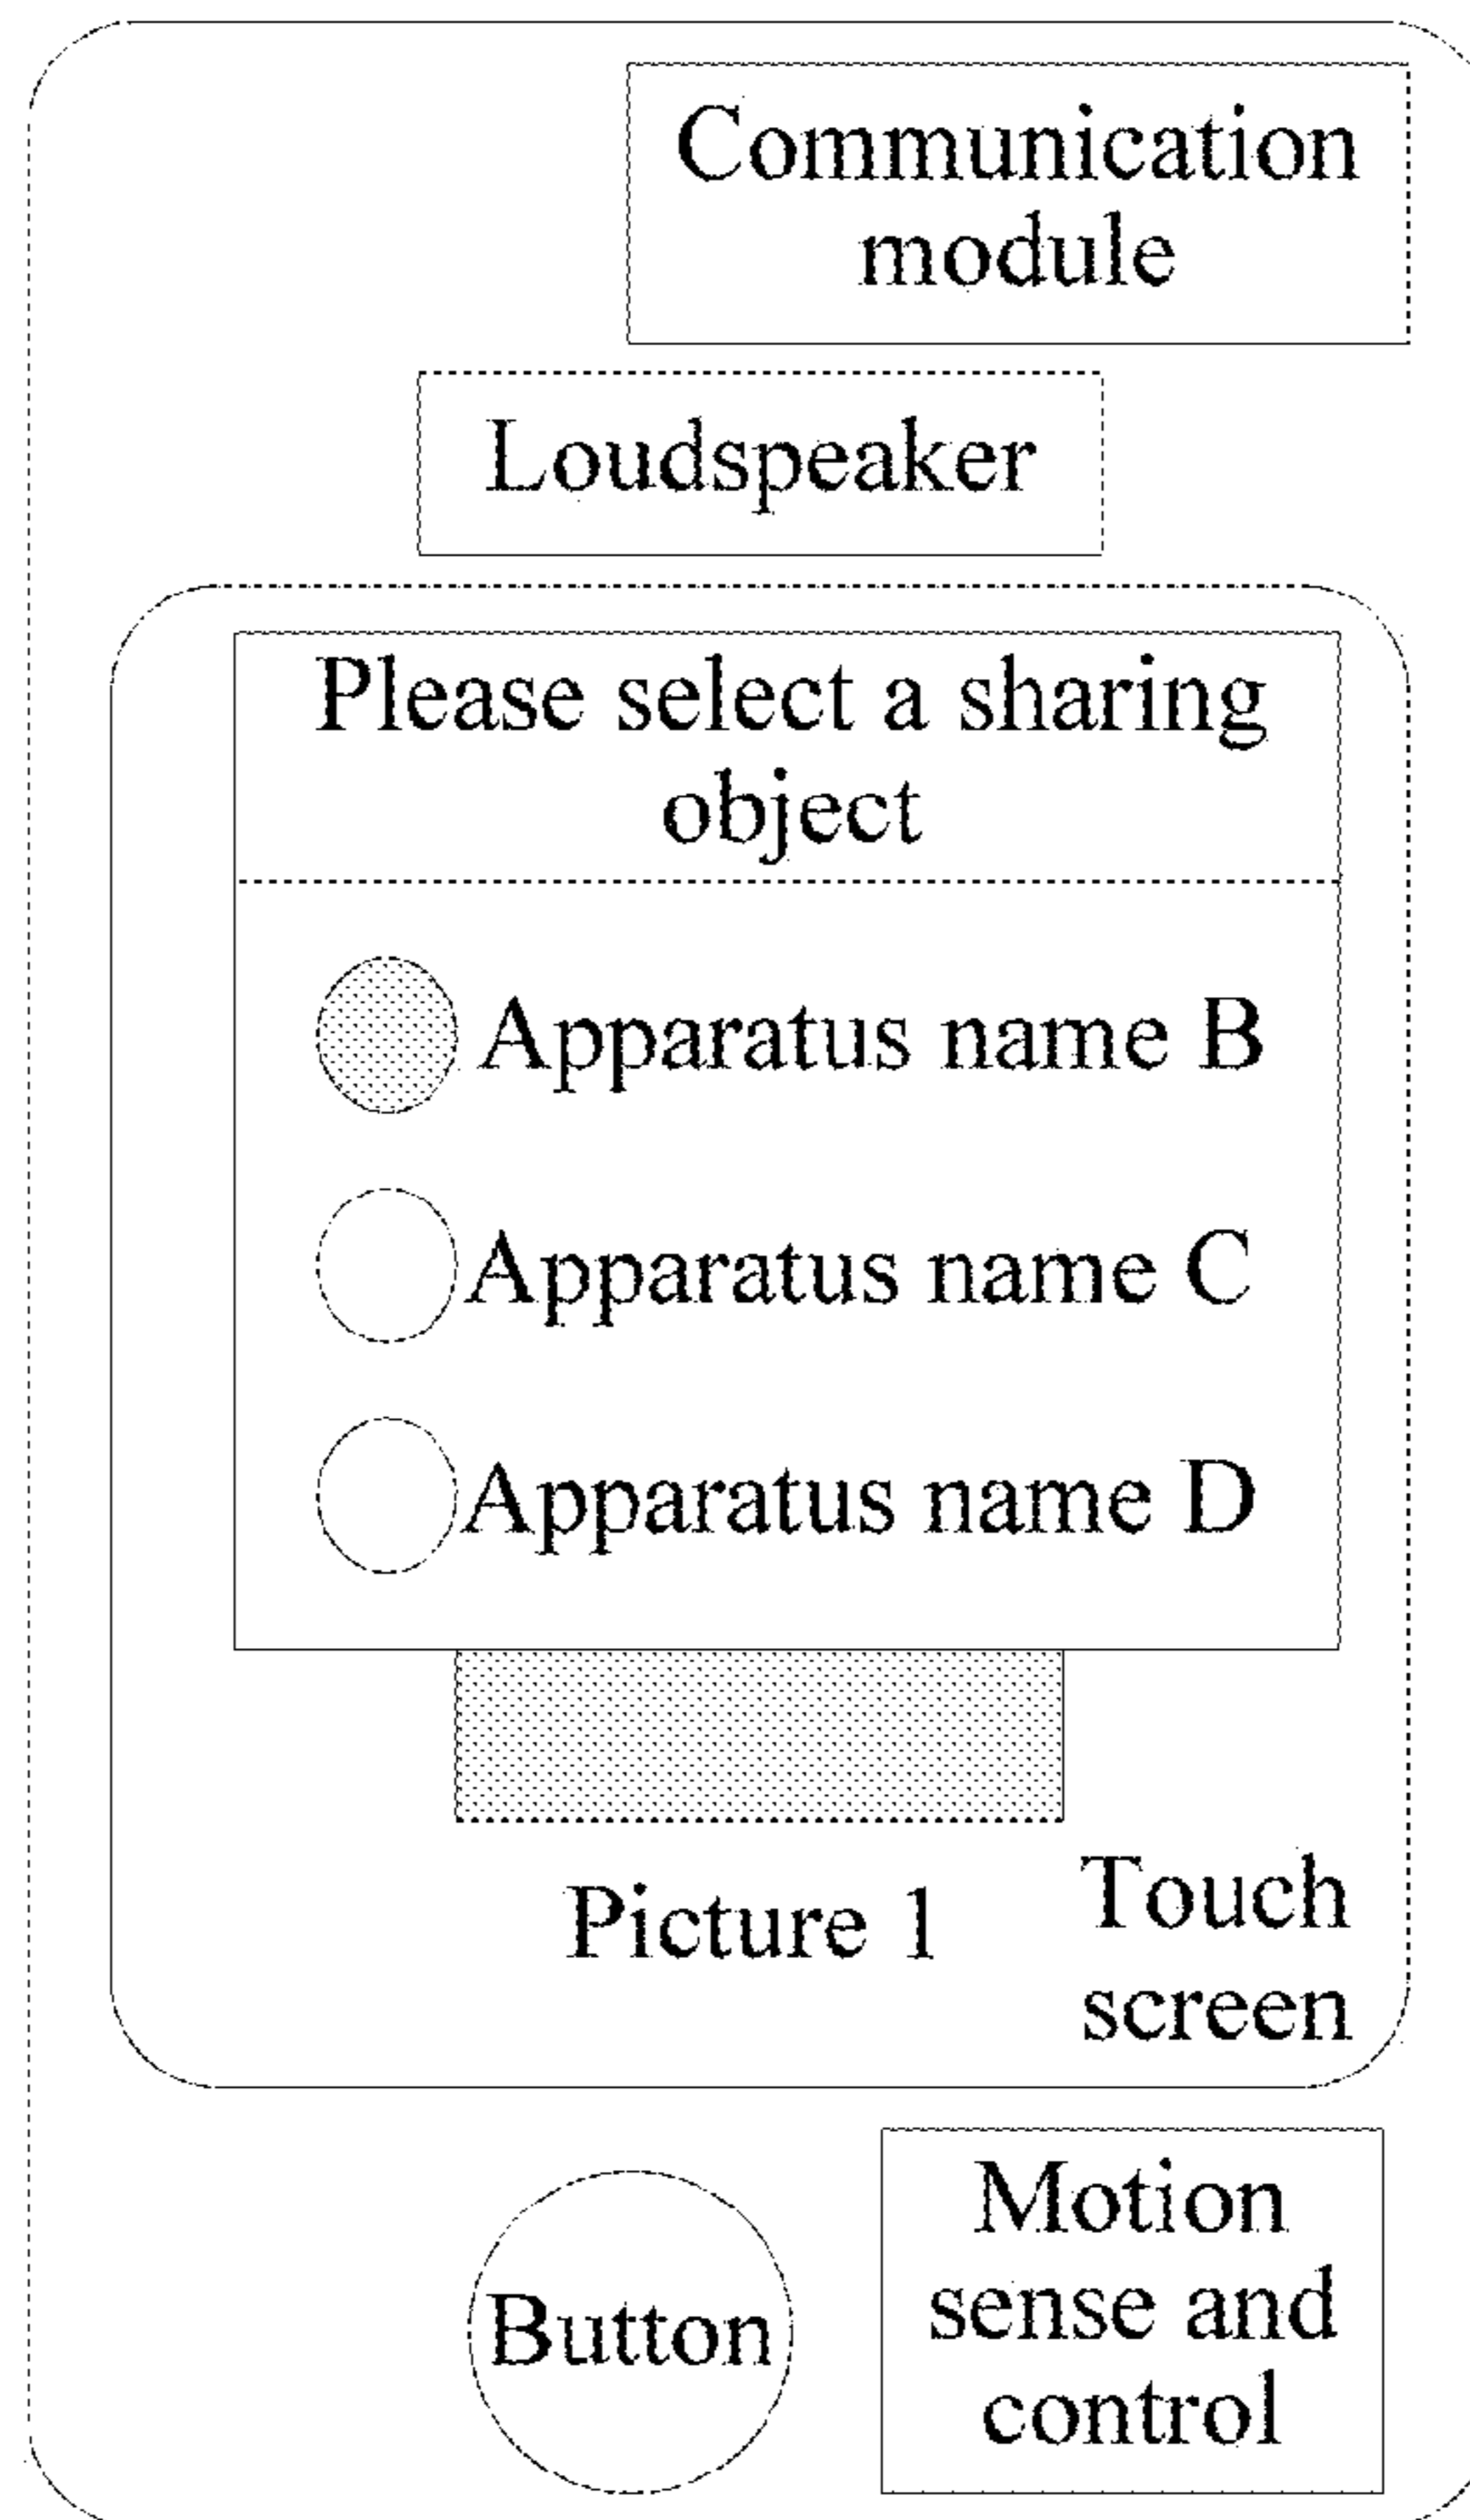 Communication
module
Loudspeaker
Please select a sharing
object
Apparatus name B
Apparatus name C
Apparatus name D
Picture 1
Touch
screen
Button
Motion
sense and
control